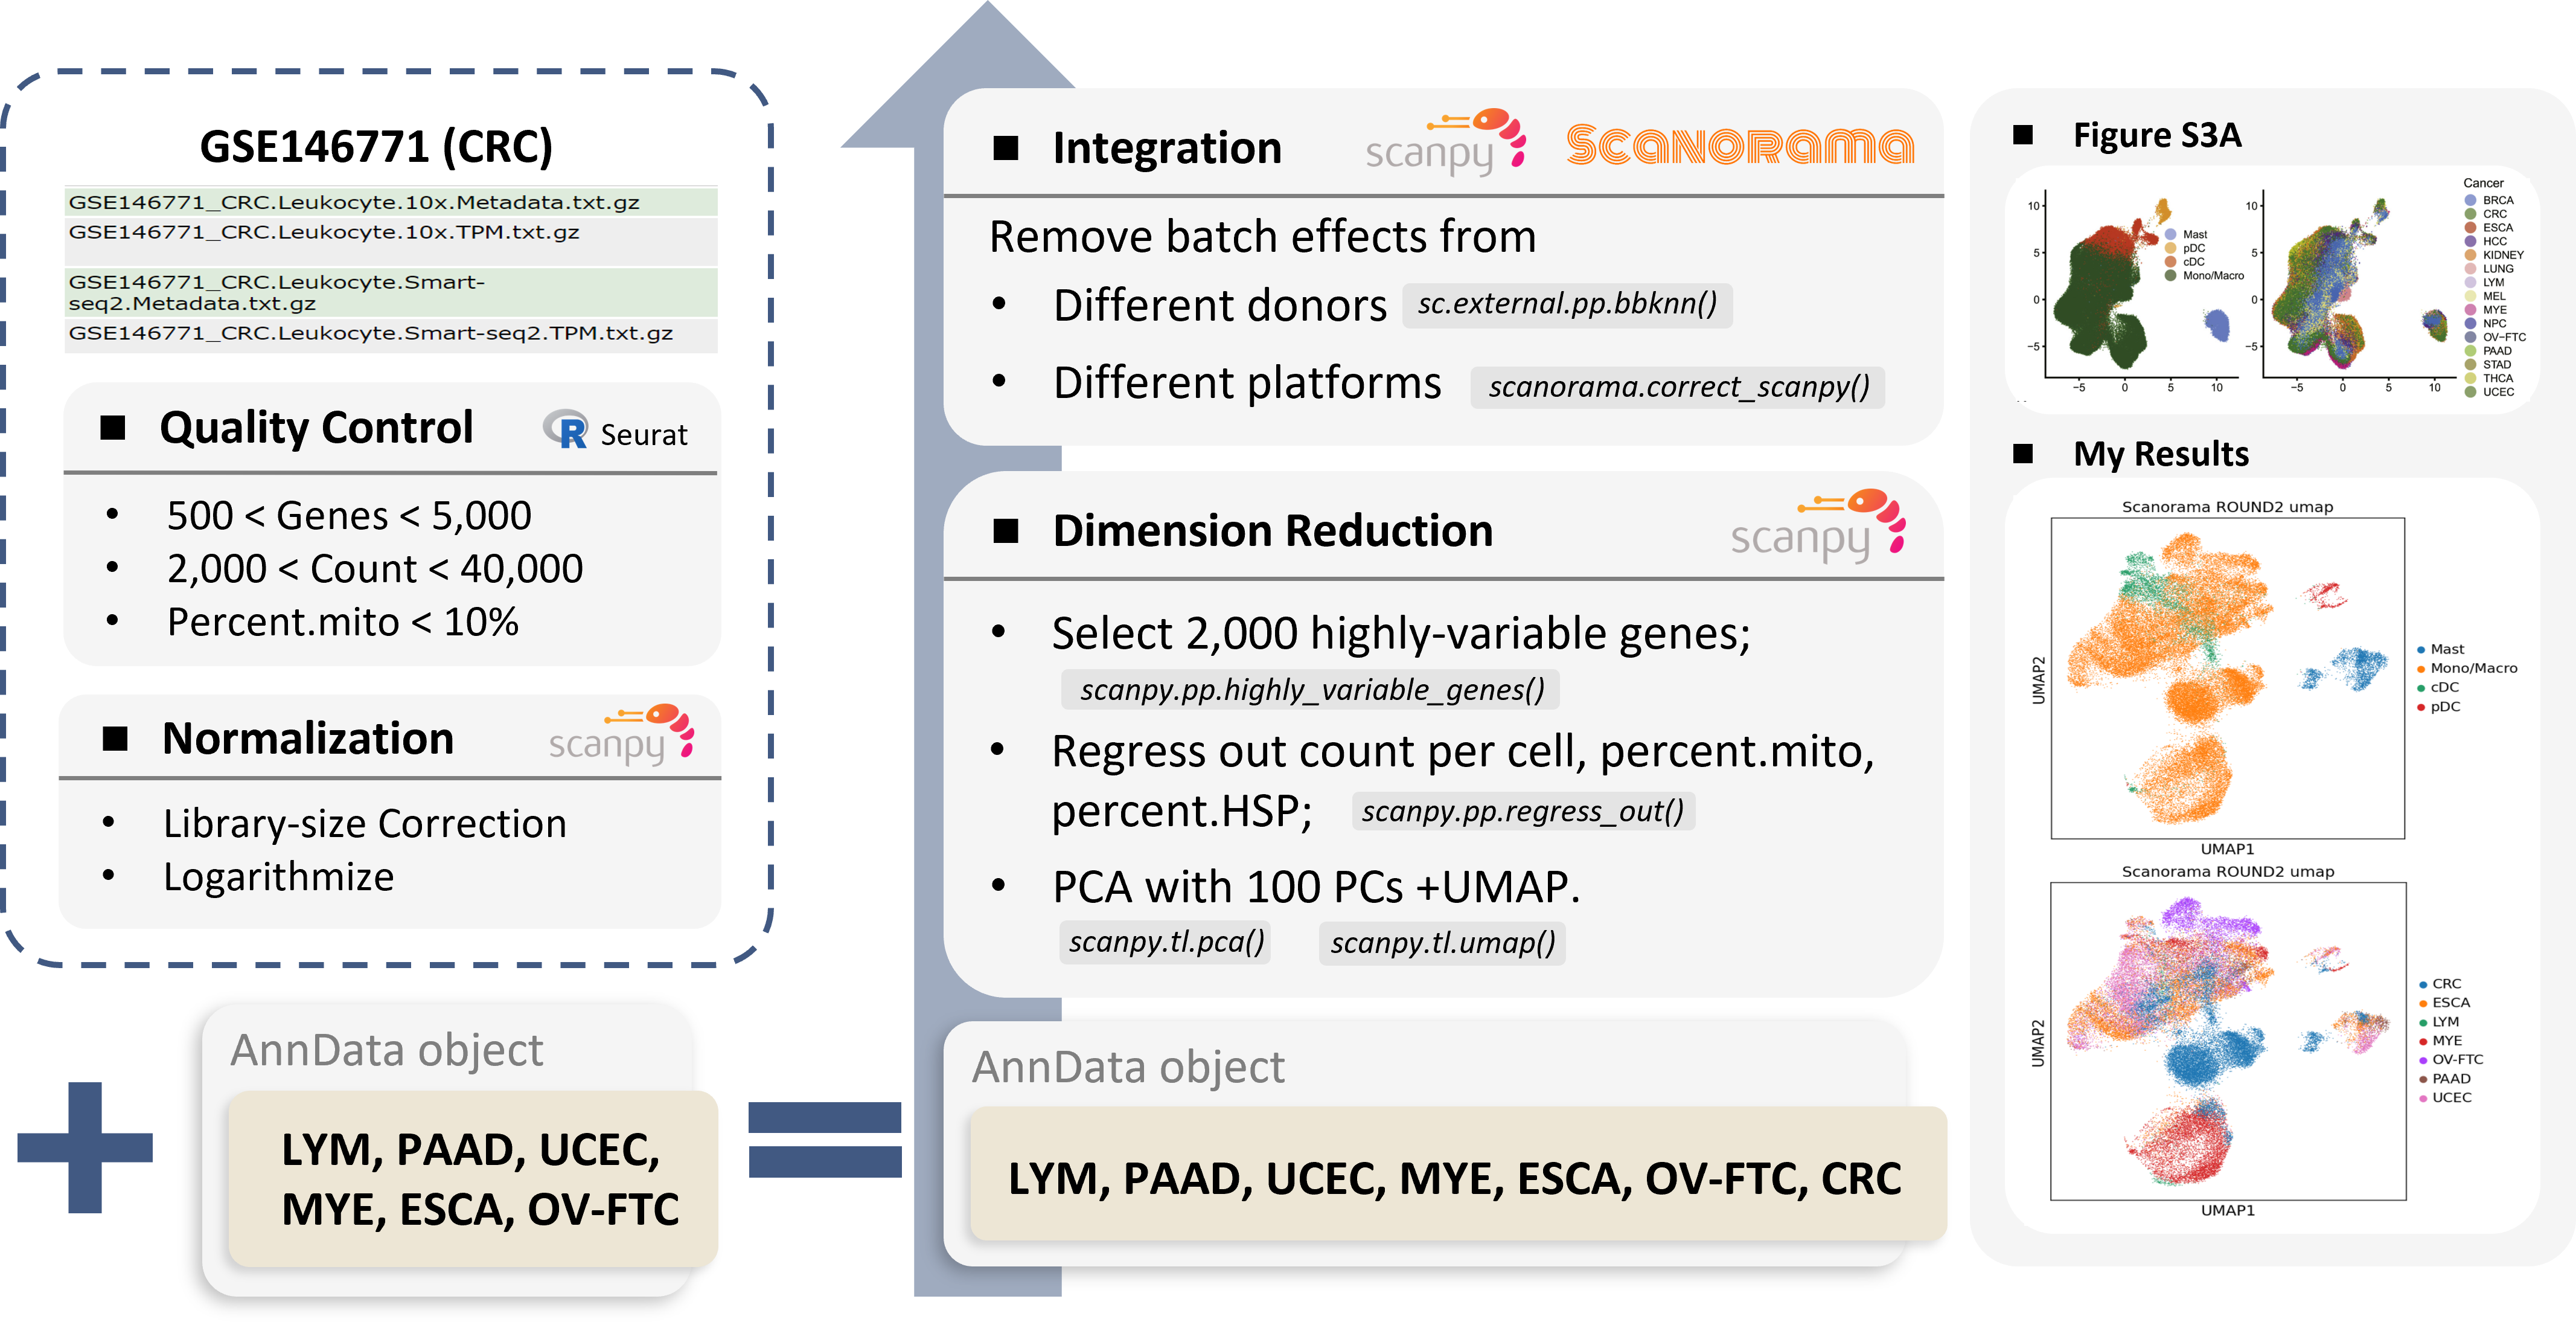 GSE146771 (CRC)
GSE146771_CRC.Leukocyte.10x.Metadata.txt.gz
GSE146771_CRC.Leukocyte.10x.TPM.txt.gz
GSE146771_CRC.Leukocyte.Smart-
seq2.Metadata.txt.gz
GSE146771_CRC.Leukocyte.Smart-seq2.TPM.txt.gz
■ Quality Control
R Seurat
• 500 < Genes < 5,000
• 2,000 < Count < 40,000
• Percent.mito < 10%
■ Normalization
scanpy
• Library-size Correction
• Logarithmize
+
AnnData object
LYM, PAAD, UCEC,
MYE, ESCA, OV-FTC
=
■ Integration
scanpy
SCANORAMA
Remove batch effects from
• Different donors sc.external.pp.bbknn()
• Different platforms scanorama.correct_scanpy()
■ Dimension Reduction
scanpy
• Select 2,000 highly-variable genes;
scanpy.pp.highly_variable_genes()
• Regress out count per cell, percent.mito,
percent.HSP; scanpy.pp.regress_out()
• PCA with 100 PCs +UMAP.
scanpy.tl.pca() scanpy.tl.umap()
AnnData object
LYM, PAAD, UCEC, MYE, ESCA, OV-FTC, CRC
■ Figure S3A
10
5
0
−5
−5 0 5 10
Mast
pDC
cDC
Mono/Macro
10
5
0
−5
−5 0 5 10
Cancer
BRCA
CRC
ESCA
HCC
KIDNEY
LUNG
LYM
MEL
MYE
NPC
OV−FTC
PAAD
STAD
THCA
UCEC
■ My Results
Scanorama ROUND2 umap
UMAP2
UMAP1
Mast
Mono/Macro
cDC
pDC
Scanorama ROUND2 umap
UMAP2
UMAP1
CRC
ESCA
LYM
MYE
OV-FTC
PAAD
UCEC